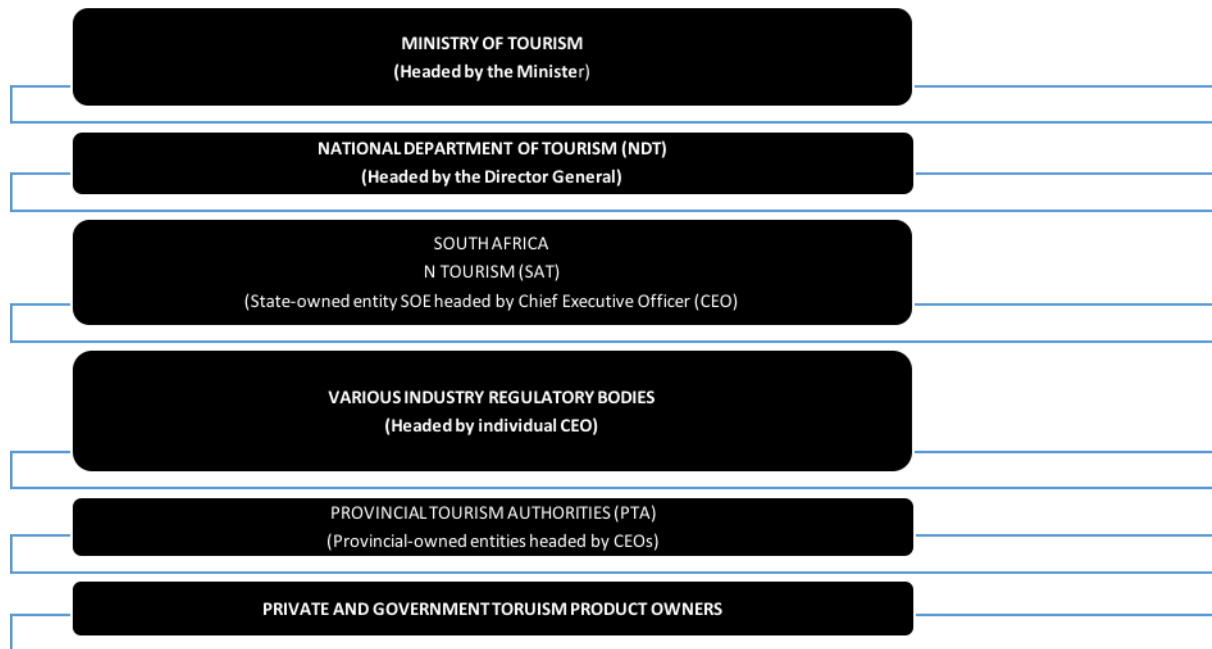 MINISTRY OF TOURISM
(Headed by the Minister)
NATIONAL DEPARTMENT OF TOURISM (NDT)
(Headed by the Director General)
SOUTH AFRICA
N TOURISM (SAT)
(State-owned entity SOE headed by Chief Executive Officer (CEO)
VARIOUS INDUSTRY REGULATORY BODIES
(Headed by individual CEO)
PROVINCIAL TOURISM AUTHORITIES (PTA)
(Provincial-owned entities headed by CEOs)
PRIVATE AND GOVERNMENT TORUISM PRODUCT OWNERS